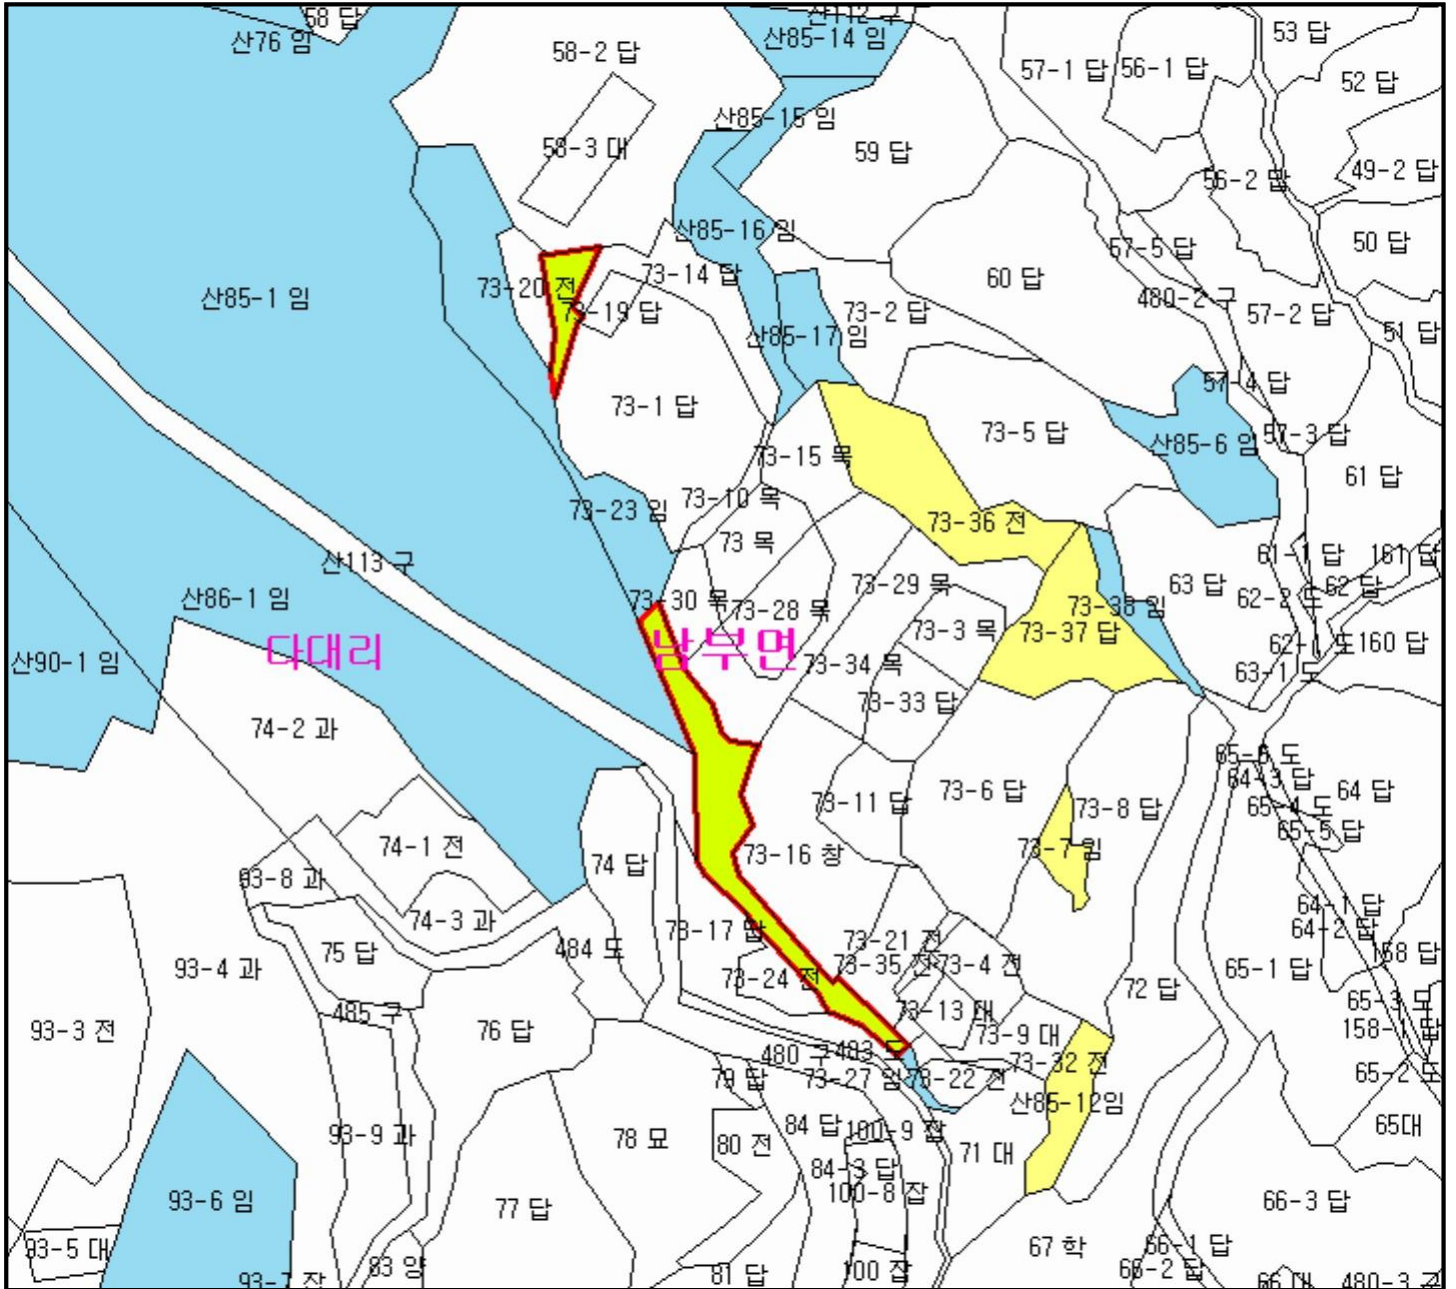 58 답
산112 구
산76 임
산85-14 임
53 답
58-2 답
57-1 답
56-1 답
52 답
산85-15 임
58-3 대
59 답
56-2 답
49-2 답
산85-16 임
57-5 답
50 답
73-20 전
73-14 답
60 답
산85-1 임
480-2 구
73-19 답
73-2 답
57-2 답
산85-17 임
51 답
57-4 답
73-1 답
73-5 답
57-3 답
산85-6 임
73-15 목
61 답
73-10 목
73-23 임
73-36 전
73 목
산113 구
61-1 답
161 답
73-29 목
63 답
62 답
산86-1 임
73-30 목
73-28 목
73-38 임
62-2 도
73-3 목
73-37 답
다대리
남부면
62-1 도
160 답
산90-1 임
73-34 목
63-1 도
73-33 답
74-2 과
65-6 도
64-3 답
73-11 답
73-6 답
73-8 답
65-4 도
64 답
65-5 답
74-1 전
73-16 창
73-7 임
74 답
93-8 과
64-1 답
74-3 과
64-2 답
73-17 답
73-21 전
75 답
484 도
158 답
93-4 과
73-35 전
73-4 전
65-1 답
73-24 전
72 답
65-3 묘
485 구
73-13 대
93-3 전
76 답
73-9 대
158-1 답
480 구
483 도
73-32 전
79 답
73-27 임
73-22 전
65-2 도
산85-12임
84 답
65대
93-9 과
78 묘
100-9 잡
80 전
71 대
84-3 답
100-8 잡
93-6 임
77 답
66-3 답
93-5 대
67 학
66-1 답
83 양
66-2 답
100 잡
81 답
93-7 잡
66 대
480-3 구